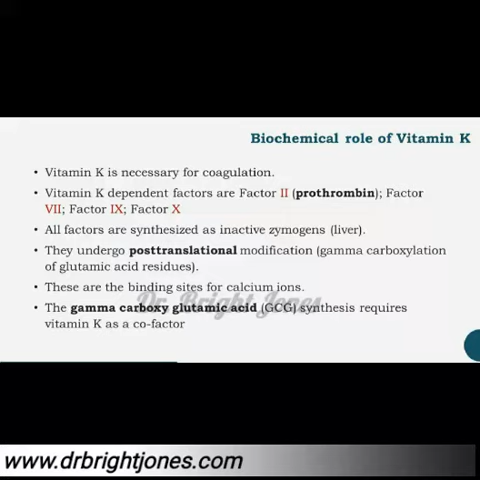 Biochemical role of Vitamin K
• Vitamin K is necessary for coagulation.
• Vitamin K dependent factors are Factor II (prothrombin); Factor
VII; Factor IX; Factor X
• All factors are synthesized as inactive zymogens (liver).
• They undergo posttranslational modification (gamma carboxylation
of glutamic acid residues).
• These are the binding sites for calcium ions.
Dr. Bright Jones
• The gamma carboxy glutamic acid (GCG) synthesis requires
vitamin K as a co-factor
www.drbrightjones.com